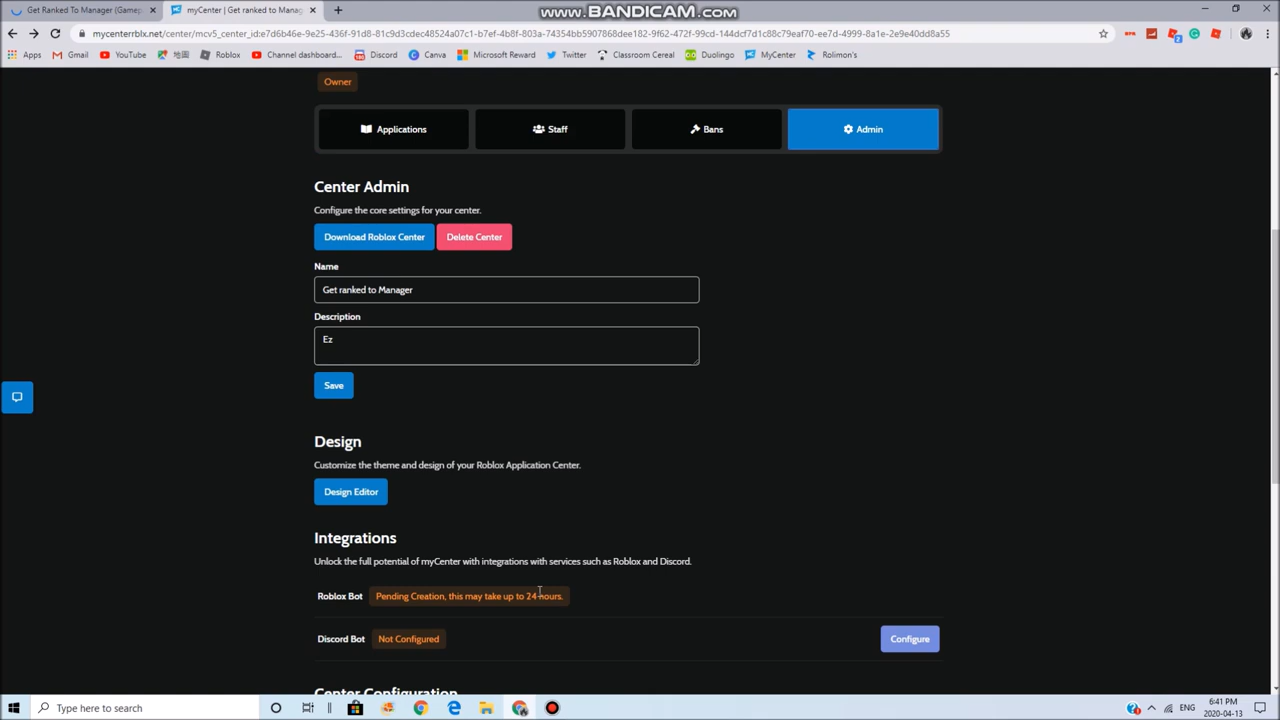 www.BANDICAM.com
Get Ranked To Manager (Gamep
myCenter | Get ranked to Manag
mycenterrblx.net/center/mcv5_center_id:e7d6b46e-9e25-436f-91d8-81c9d3cdec48524a07c1-b7ef-4b8f-803a-74354bb5907868dee182-9f62-472f-99cd-144dcf7d1c88c79eaf70-ee7d-4999-8a1e-2e9e40dd8a55
Apps
Gmail
YouTube
地圖
Roblox
Channel dashboard...
Discord
Canva
Microsoft Reward
Twitter
Classroom Cereal
Duolingo
MyCenter
Rolimon's
Owner
Applications
Staff
Bans
Admin
Center Admin
Configure the core settings for your center.
Download Roblox Center
Delete Center
Name
Get ranked to Manager
Description
Ez
Save
Design
Customize the theme and design of your Roblox Application Center.
Design Editor
Integrations
Unlock the full potential of myCenter with integrations with services such as Roblox and Discord.
Roblox Bot
Pending Creation, this may take up to 24 hours.
Discord Bot
Not Configured
Configure
Center Configuration
Type here to search
6:41 PM
2020-04-13